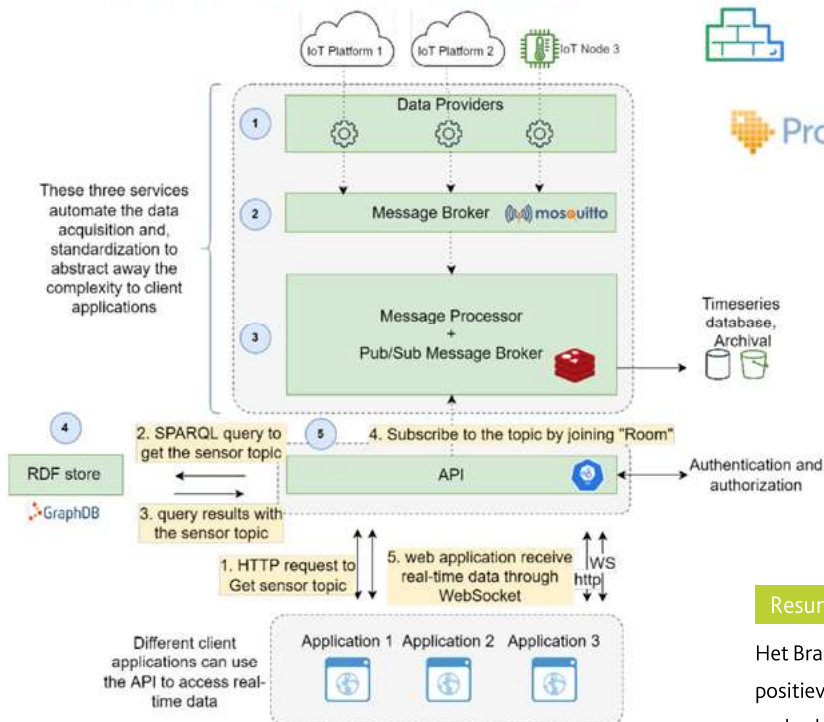 IoT Platform 1
IoT Platform 2
IoT Node 3
Data Providers
1
These three services
automate the data
acquisition and,
standardization to
abstract away the
complexity to client
applications
2
Message Broker
mosquitto
3
Message Processor
+
Pub/Sub Message Broker
Timeseries
database,
Archival
4
RDF store
GraphDB
2. SPARQL query to
get the sensor topic
5
4. Subscribe to the topic by joining "Room"
API
Authentication and
authorization
3. query results with
the sensor topic
1. HTTP request to
Get sensor topic
5. web application receive
real-time data through
WebSocket
WS
http
Different client
applications can use
the API to access real-
time data
Application 1
Application 2
Application 3
Het Bra